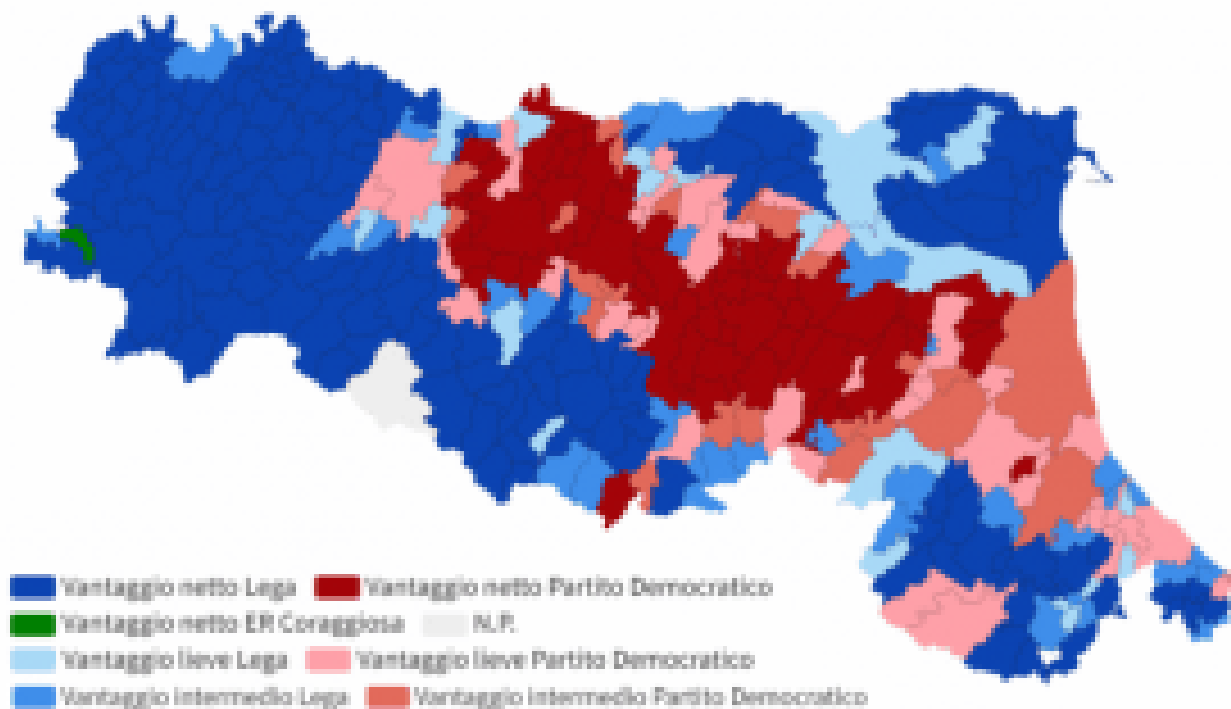 Vantaggio netto Lega Vantaggio netto Partito Democratico
Vantaggio netto ER Coraggiosa N.P.
Vantaggio lieve Lega Vantaggio lieve Partito Democratico
Vantaggio intermedio Lega Vantaggio intermedio Partito Democratico